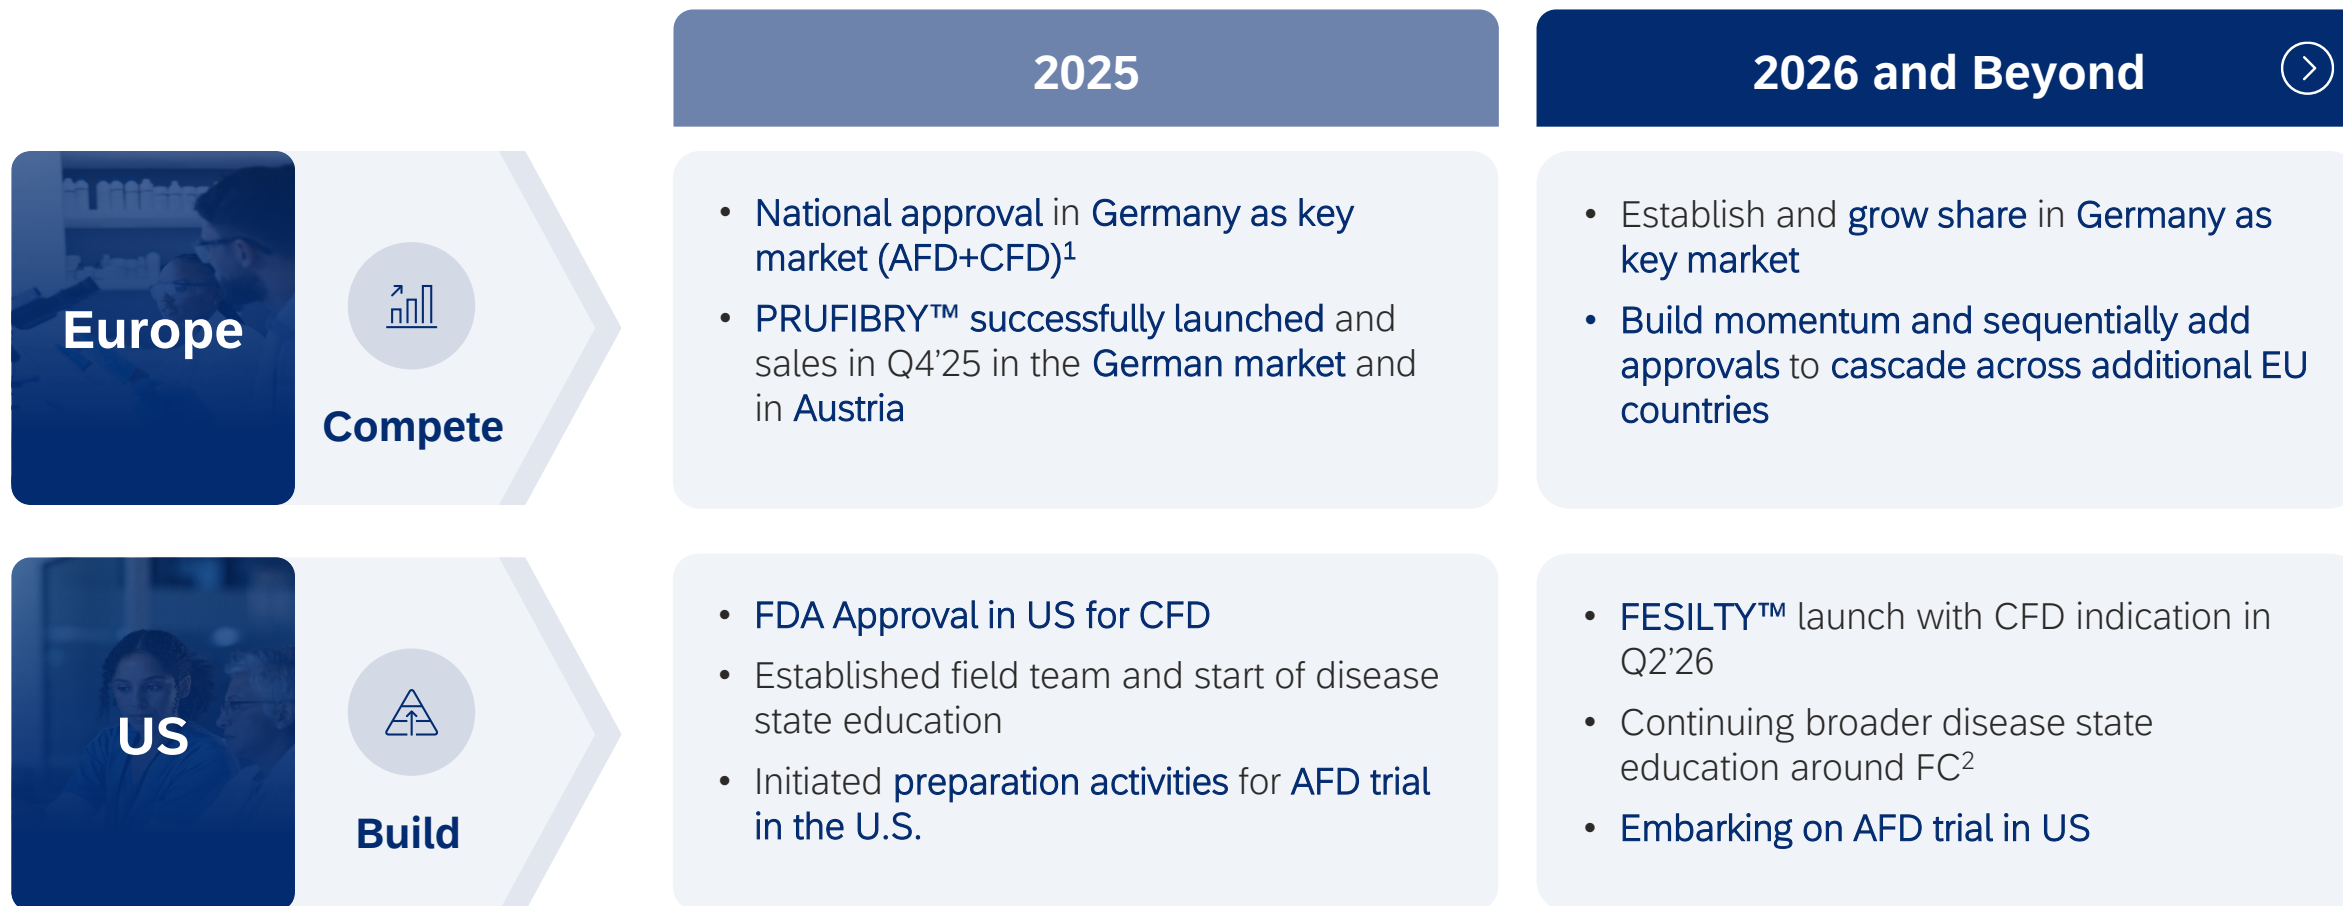 2025
2026 and Beyond
Europe
Compete
• National approval in Germany as key
market (AFD+CFD)¹
• PRUFIBRY™ successfully launched and
sales in Q4’25 in the German market and
in Austria
• Establish and grow share in Germany as
key market
• Build momentum and sequentially add
approvals to cascade across additional EU
countries
US
Build
• FDA Approval in US for CFD
• Established field team and start of disease
state education
• Initiated preparation activities for AFD trial
in the U.S.
• FESILTY™ launch with CFD indication in
Q2’26
• Continuing broader disease state
education around FC²
• Embarking on AFD trial in US